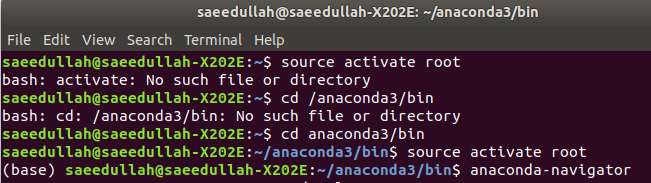 saeedullah@saeedullah-X202E: ~/anaconda3/bin
File Edit View Search Terminal Help
saeedullah@saeedullah-X202E:~$ source activate root
bash: activate: No such file or directory
saeedullah@saeedullah-X202E:~$ cd /anaconda3/bin
bash: cd: /anaconda3/bin: No such file or directory
saeedullah@saeedullah-X202E:~$ cd anaconda3/bin
saeedullah@saeedullah-X202E:~/anaconda3/bin$ source activate root
(base) saeedullah@saeedullah-X202E:~/anaconda3/bin$ anaconda-navigator